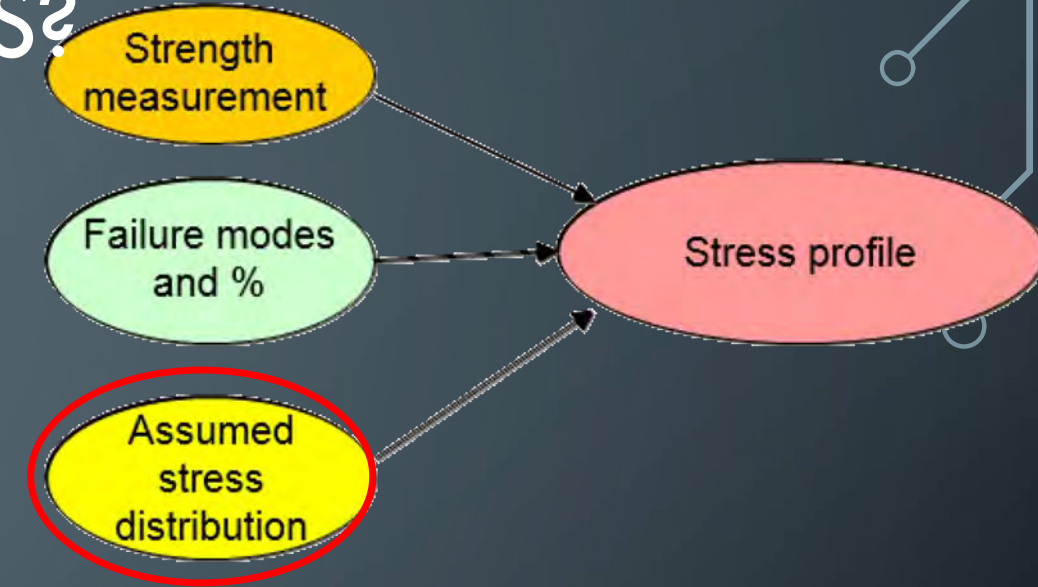 S?
Strength
measurement
Failure modes
and %
Stress profile
Assumed
stress
distribution